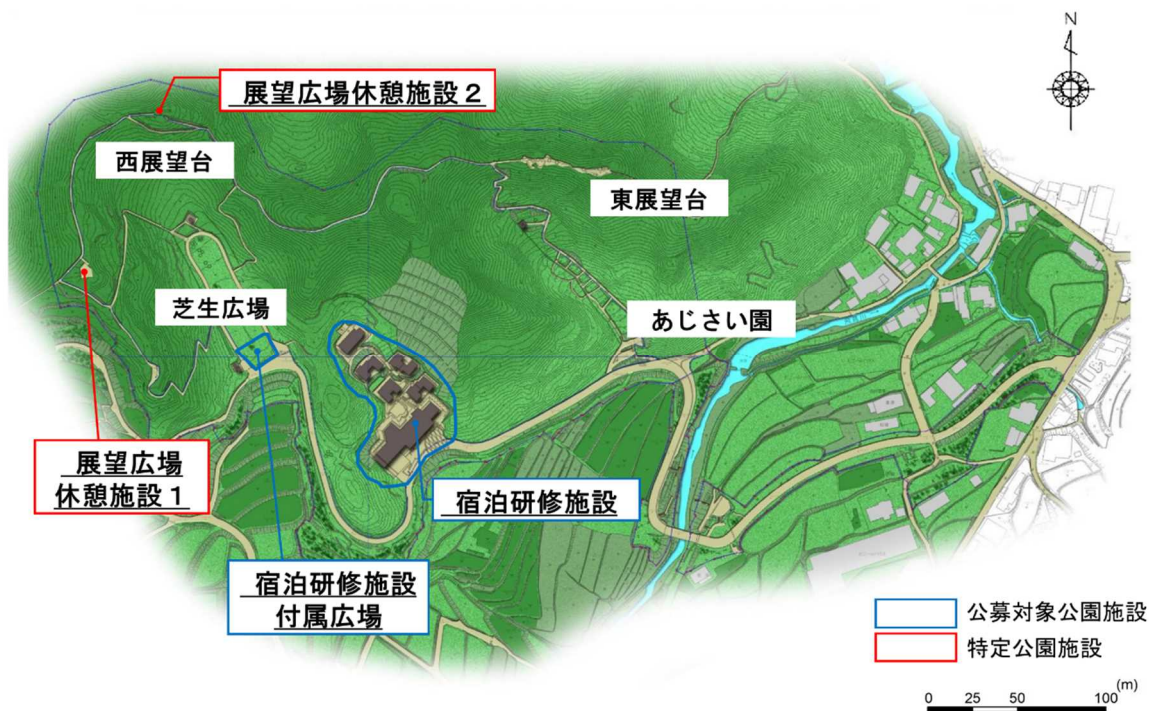 N
展望広場休憩施設２
西展望台
東展望台
芝生広場
あじさい園
展望広場
休憩施設１
宿泊研修施設
宿泊研修施設
付属広場
公募対象公園施設
特定公園施設
(m)
0 25 50 100